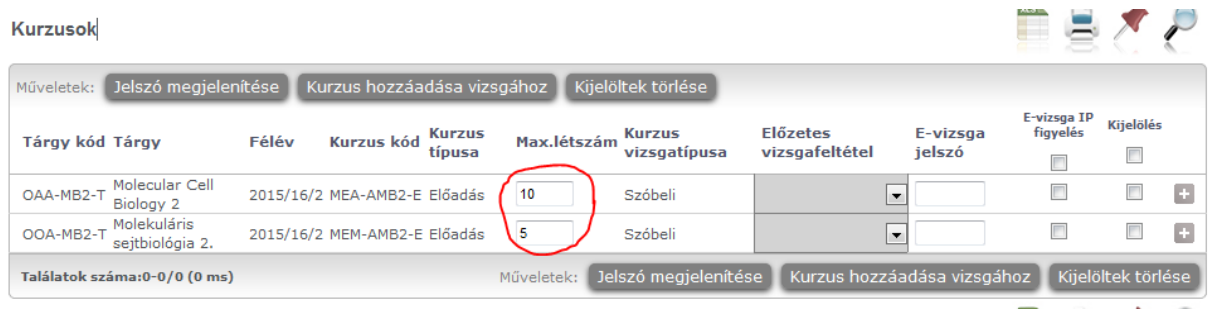 Kurzusok
Műveletek: Jelszó megjelenítése Kurzus hozzáadása vizsgához Kijelöltek törlése
Tárgy kód Tárgy Félév Kurzus kód Kurzus típusa Max.létszám Kurzus vizsgatípusa Előzetes vizsgafeltétel E-vizsga jelszó E-vizsga IP figyelés Kijelölés
OAA-MB2-T Molecular Cell Biology 2 2015/16/2 MEA-AMB2-E Előadás 10 Szóbeli
OOA-MB2-T Molekuláris sejtbiológia 2. 2015/16/2 MEM-AMB2-E Előadás 5 Szóbeli
Találatok száma:0-0/0 (0 ms) Műveletek: Jelszó megjelenítése Kurzus hozzáadása vizsgához Kijelöltek törlése